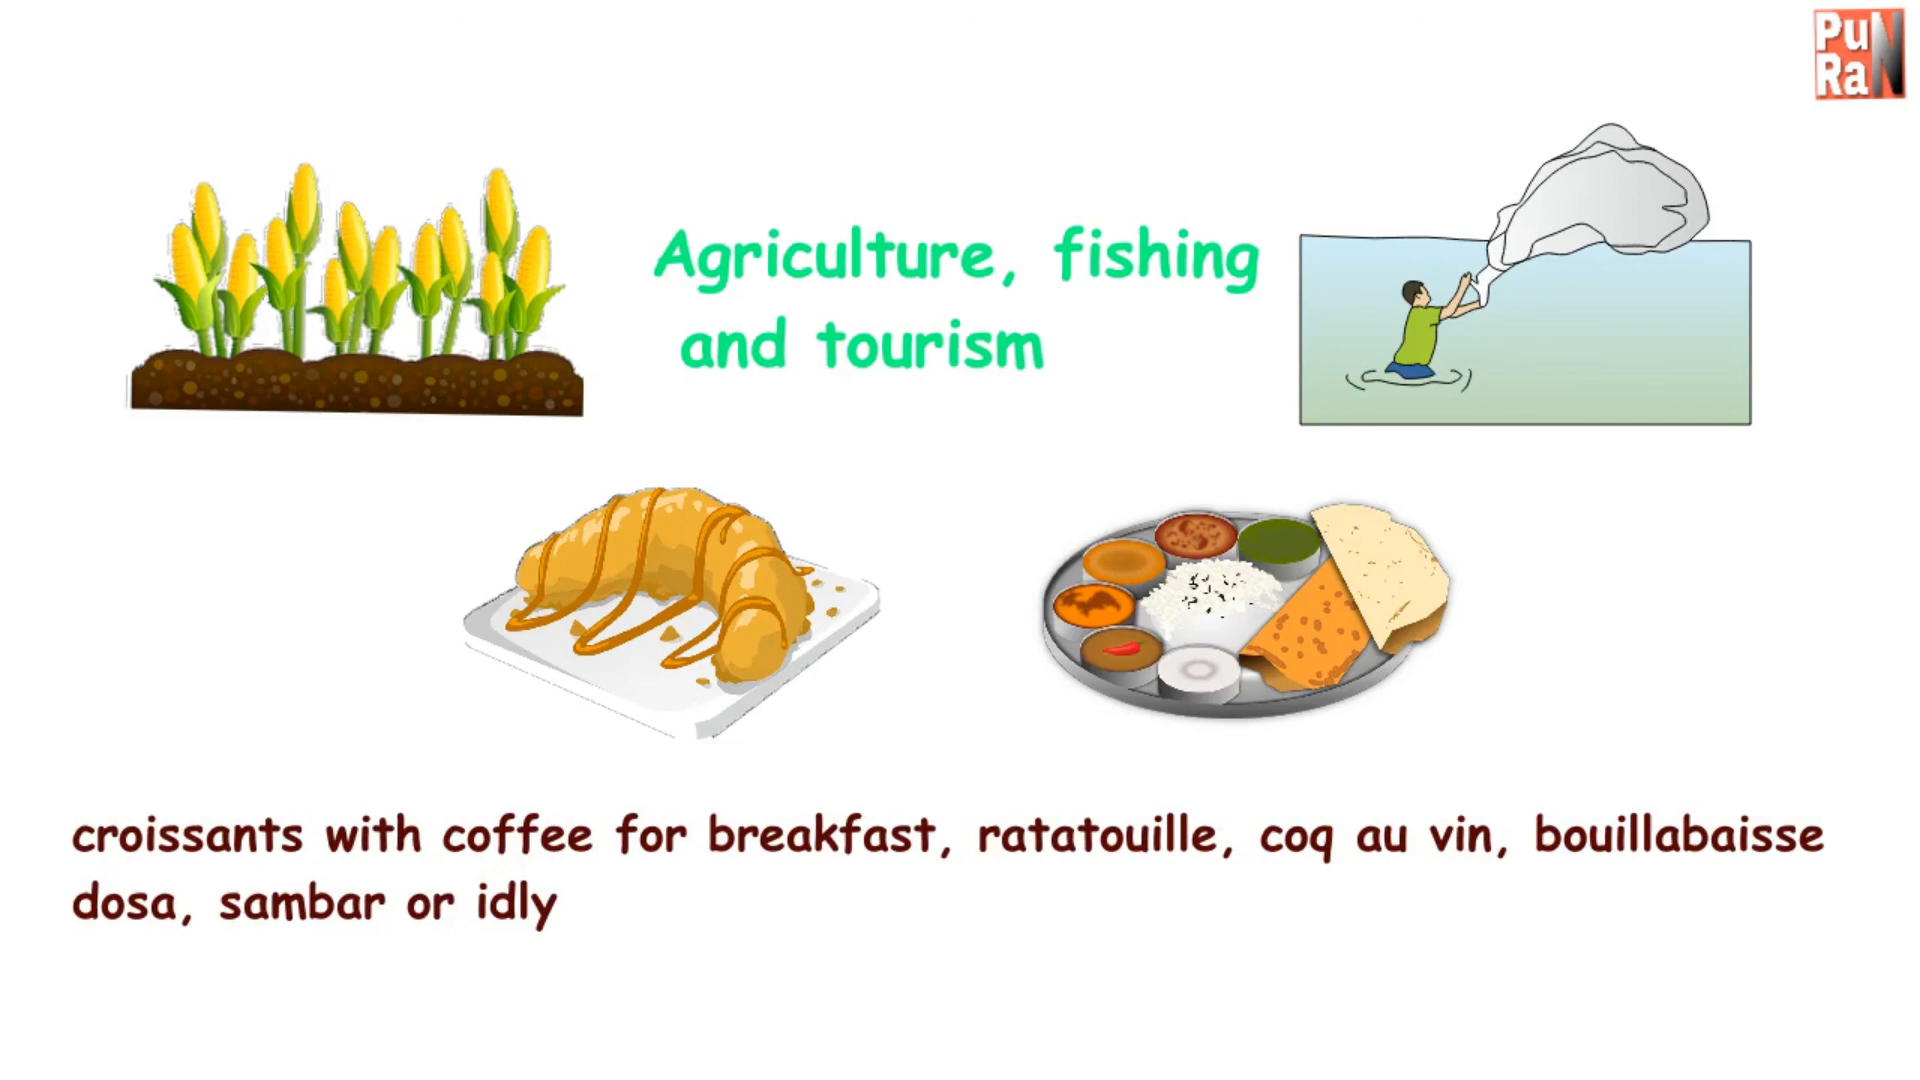 PuN
Ra
Agriculture, fishing
and tourism
croissants with coffee for breakfast, ratatouille, coq au vin, bouillabaisse
dosa, sambar or idly